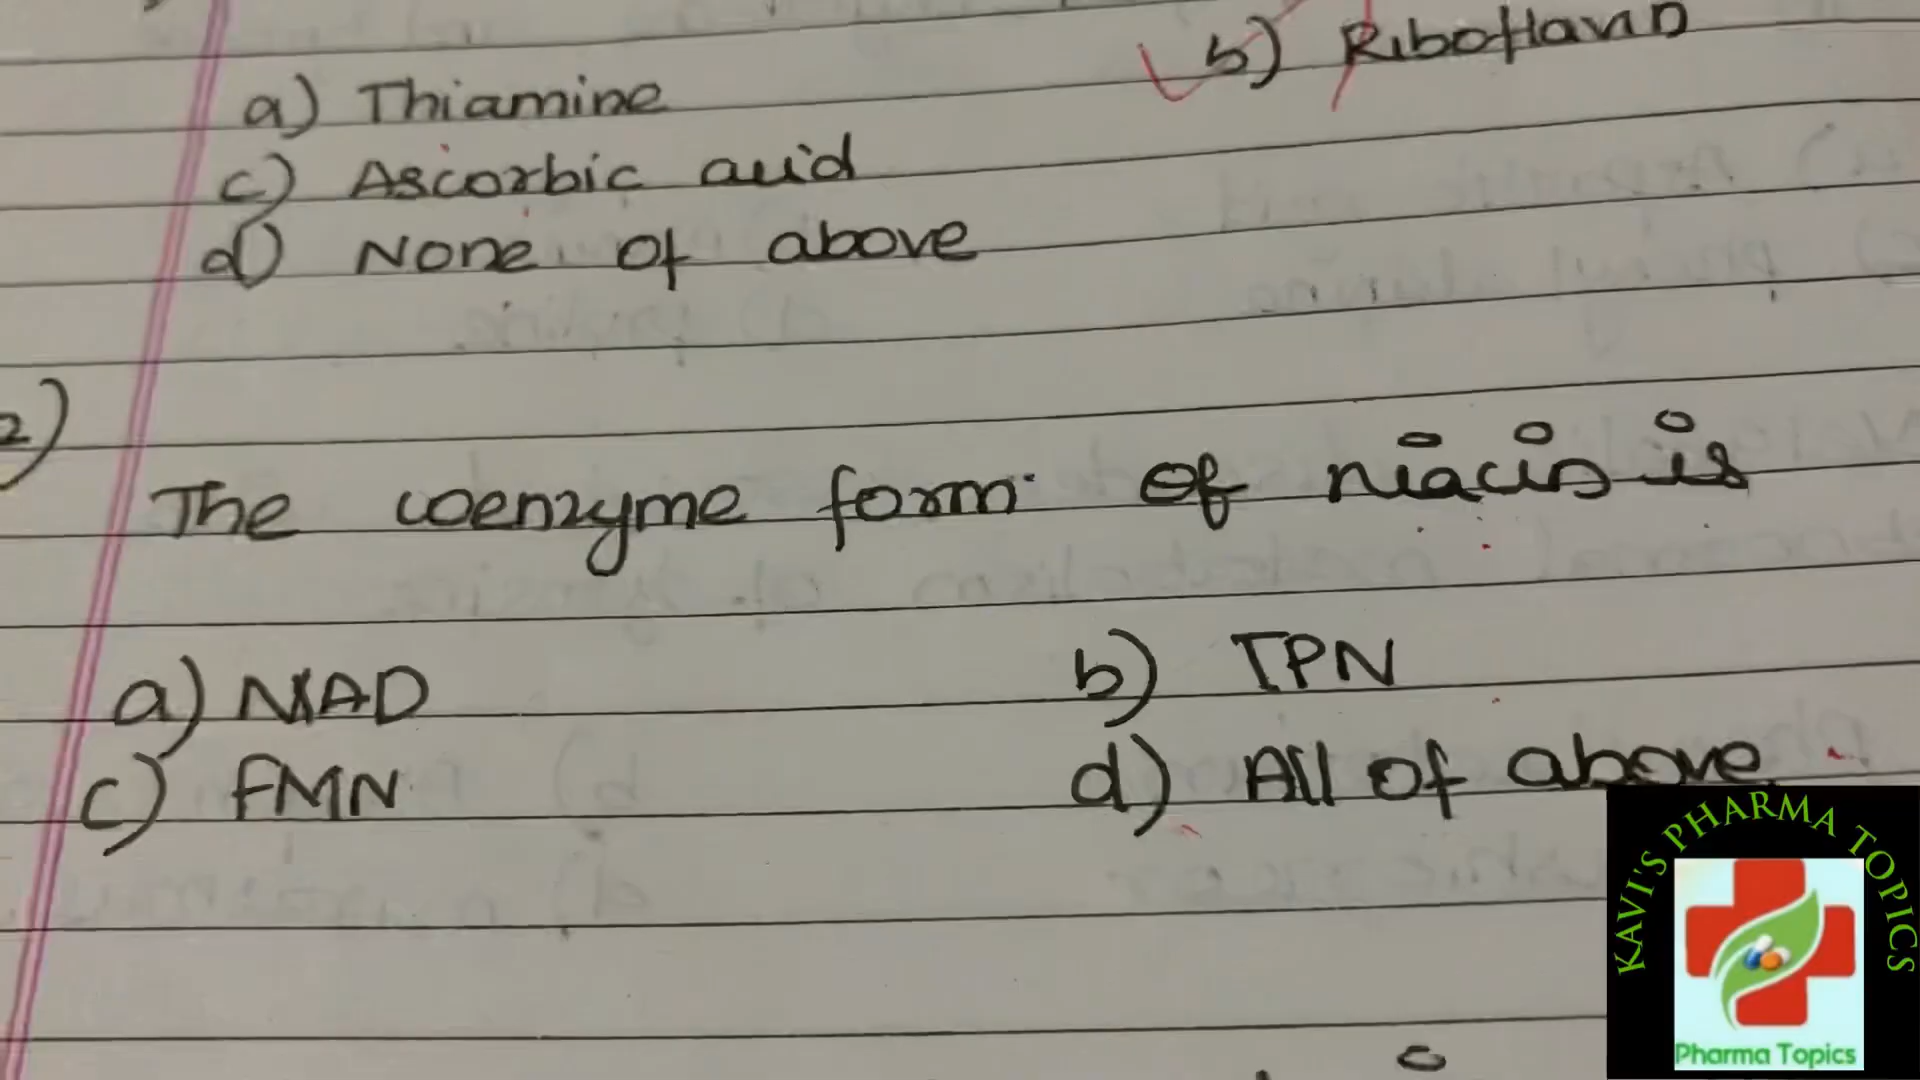 b) Riboflavin
a) Thiamine
c) Ascorbic acid
d) None of above
2)
The coenzyme form of niacin is
a) NAD
b) TPN
c) FMN
d) All of above
KAVI'S PHARMA TOPICS
Pharma Topics